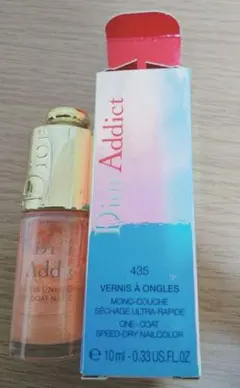 DIOR
Addict
Dior Addict
435
VERNIS À ONGLES
MONO-COUCHE
SÉCHAGE ULTRA-RAPIDE
ONE-COAT
SPEED-DRY NAILCOLOR
℮ 10 ml - 0.33 US.FL.OZ